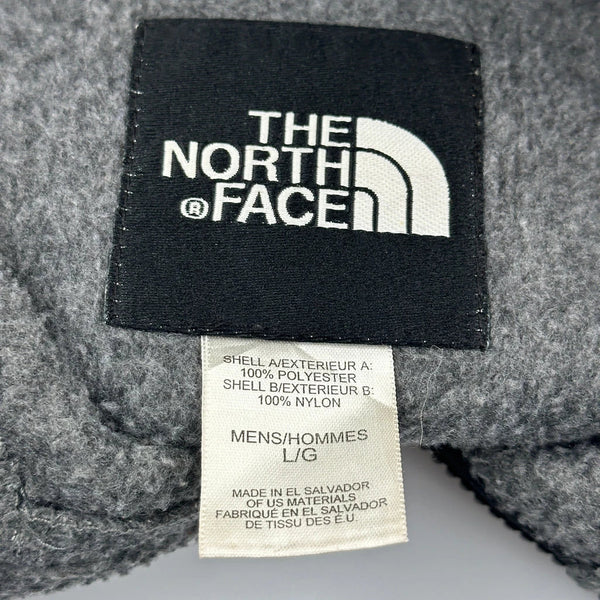 THE
NORTH
® FACE
SHELL A/EXTERIEUR A:
100% POLYESTER
SHELL B/EXTERIEUR B:
100% NYLON
MENS/HOMMES
L/G
MADE IN EL SALVADOR
OF US MATERIALS
FABRIQUÉ EN EL SALVADOR
DE TISSU DES É.U.